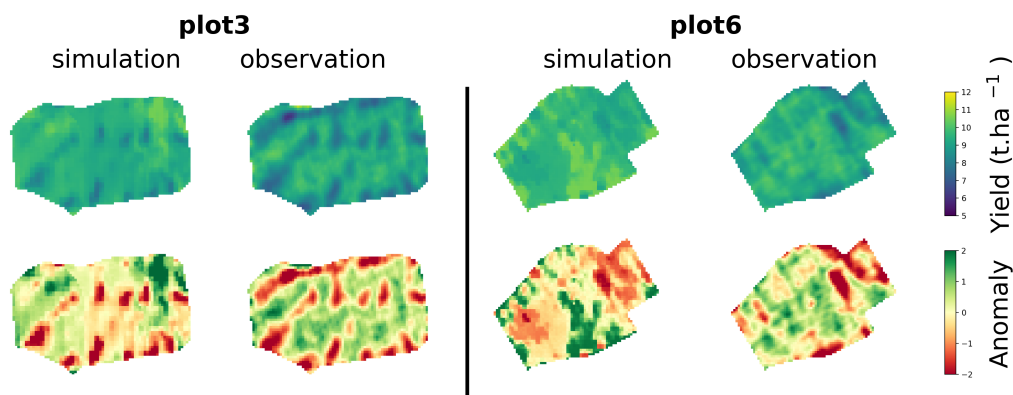 plot3
plot6
simulation
observation
simulation
observation
12
11
10
9
8
7
6
5
Yield (t.ha⁻¹)
2
1
0
−1
−2
Anomaly